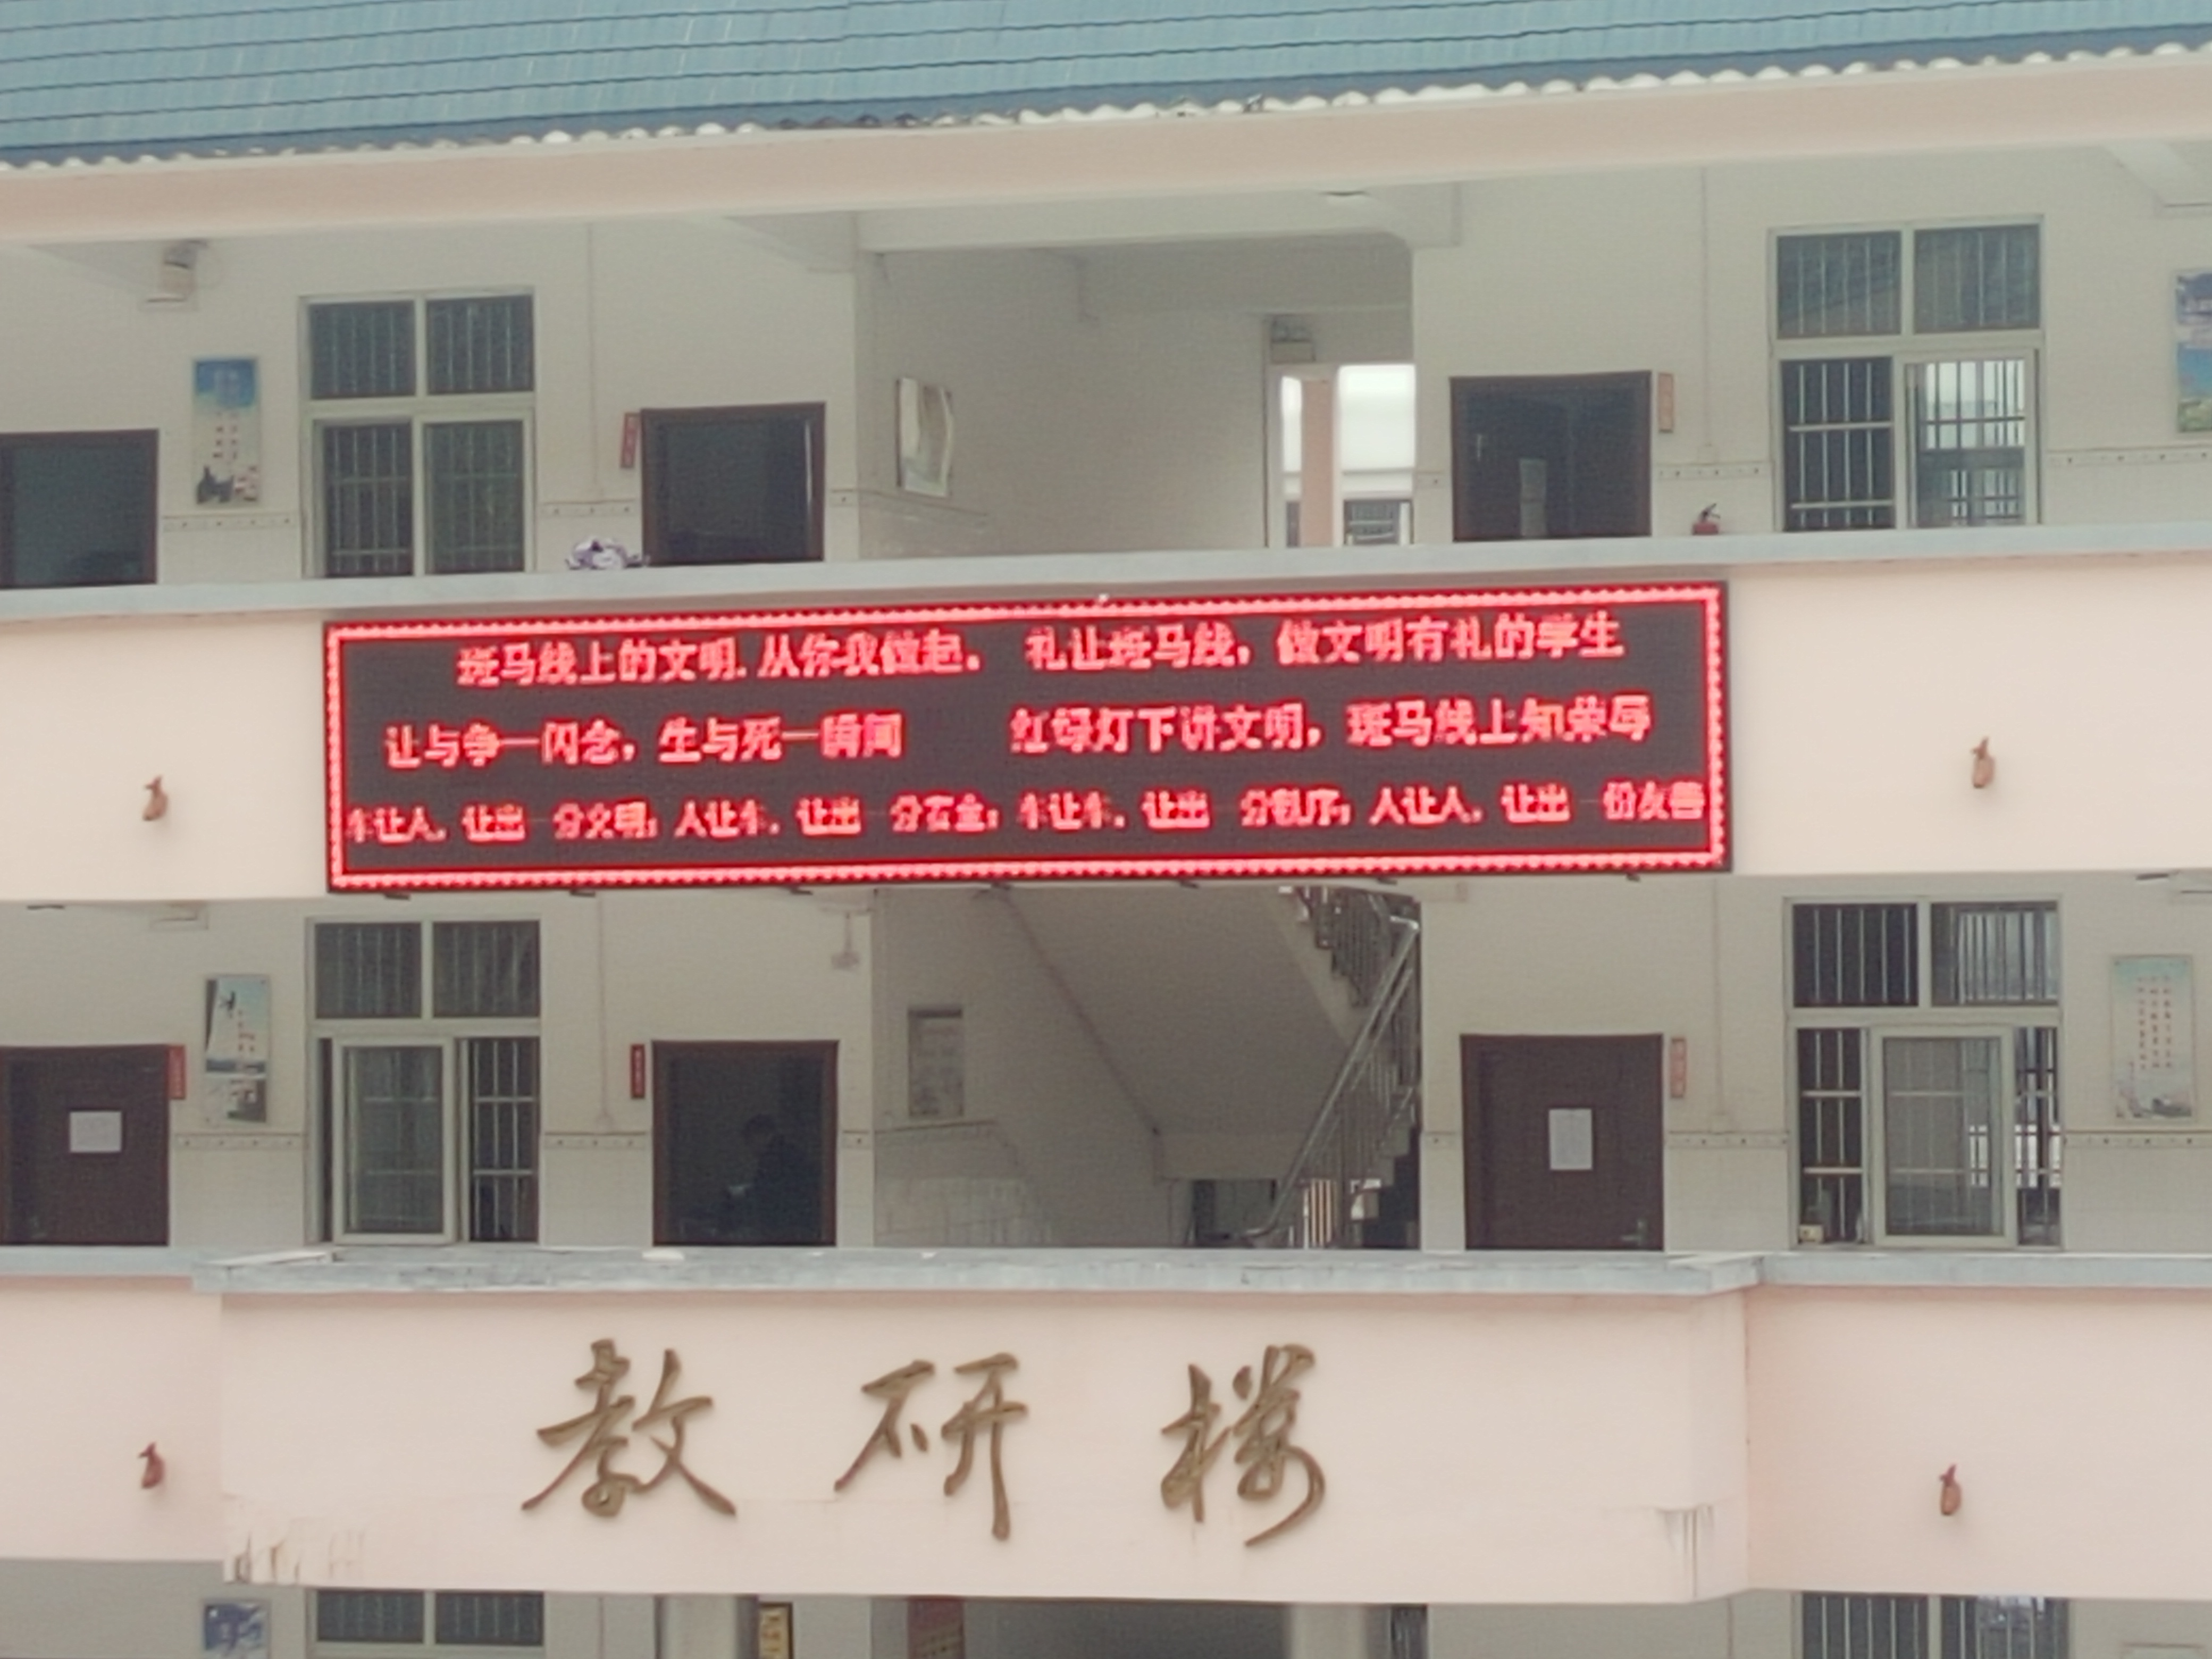 斑马线上的文明,从你我做起。 礼让斑马线，做文明有礼的学生
让与争一闪念，生与死一瞬间 红绿灯下讲文明，斑马线上知荣辱
车让人，让出一分文明；人让车，让出一分安全；车让车，让出一分秩序；人让人，让出一份友善
教研楼